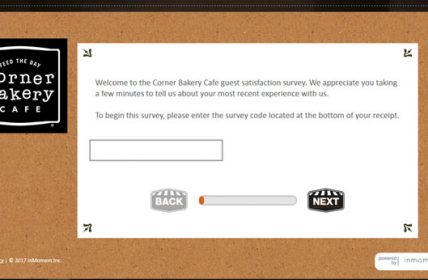 FEED THE DAY
Corner
Bakery
CAFE
Welcome to the Corner Bakery Cafe guest satisfaction survey. We appreciate you taking
a few minutes to tell us about your most recent experience with us.
To begin this survey, please enter the survey code located at the bottom of your receipt.
BACK
NEXT
| © 2017 InMoment Inc.
powered
by
inmom